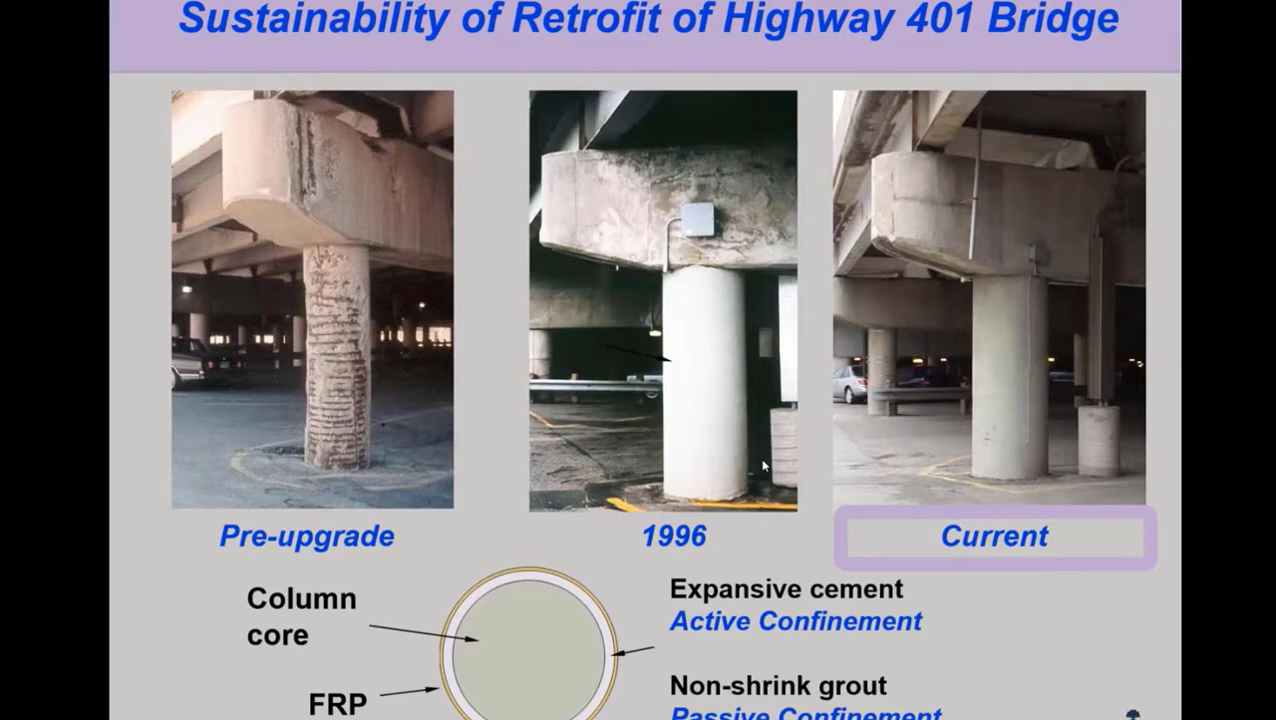 Sustainability of Retrofit of Highway 401 Bridge
Pre-upgrade
1996
Current
Column
core
FRP
Expansive cement
Active Confinement
Non-shrink grout
Passive Confinement